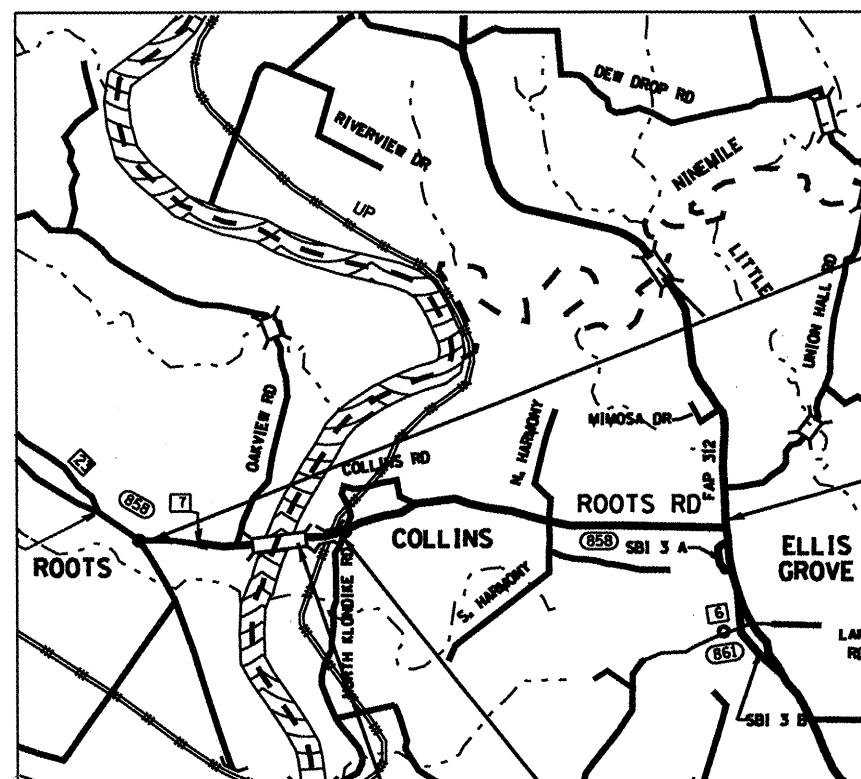 DEW DROP RD
RIVERVIEW DR
NINEMILE
UP
LITTLE
UNION HALL RD
OAKVIEW RD
N. HARMONY
MIMOSA DR
FAP 312
23
COLLINS RD
858
7
ROOTS RD
COLLINS
858
SBI 3 A
ELLIS
GROVE
ROOTS
NORTH KLONDIKE RD
S. HARMONY
6
861
SBI 3 B